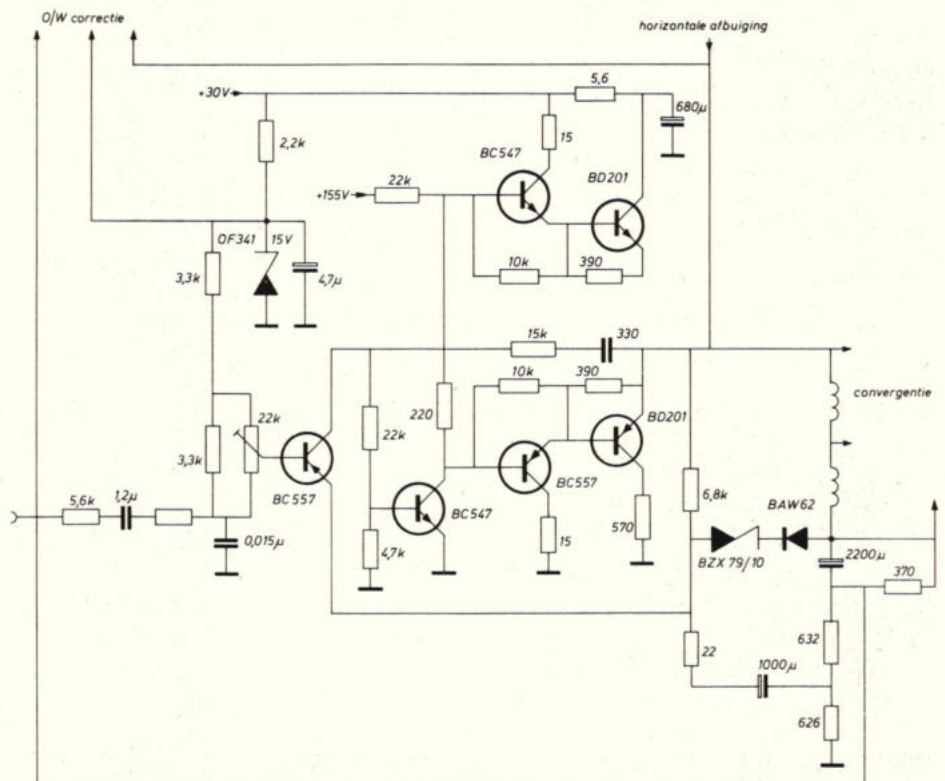 O/W correctie
horizontale afbuiging
+30V
5,6
680µ
2,2k
15
BC547
BD201
+155V
22k
OF341
15V
3,3k
4,7µ
10k
390
15k
330
10k
390
convergentie
220
BD201
22k
22k
3,3k
BC557
6,8k
BAW62
5,6k
1,2µ
BC547
BC557
570
0,015µ
4,7k
15
BZX 79/10
2200µ
370
22
632
1000µ
626